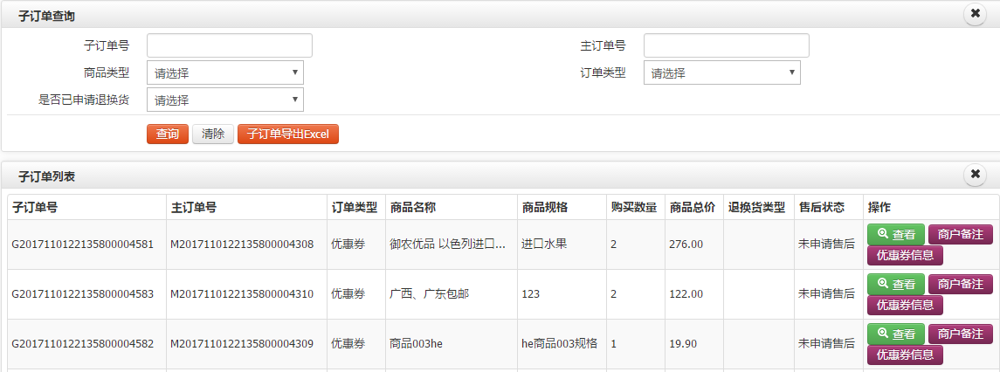 子订单查询
子订单号 主订单号
商品类型 请选择 订单类型 请选择
是否已申请退换货 请选择
查询 清除 子订单导出Excel
子订单列表
子订单号 主订单号 订单类型 商品名称 商品规格 购买数量 商品总价 退换货类型 售后状态 操作
G2017110122135800004581 M2017110122135800004308 优惠券 御农优品 以色列进口... 进口水果 2 276.00 未申请售后 查看 商户备注
优惠券信息
G2017110122135800004583 M2017110122135800004310 优惠券 广西、广东包邮 123 2 122.00 未申请售后 查看 商户备注
优惠券信息
G2017110122135800004582 M2017110122135800004309 优惠券 商品003he he商品003规格 1 19.90 未申请售后 查看 商户备注
优惠券信息